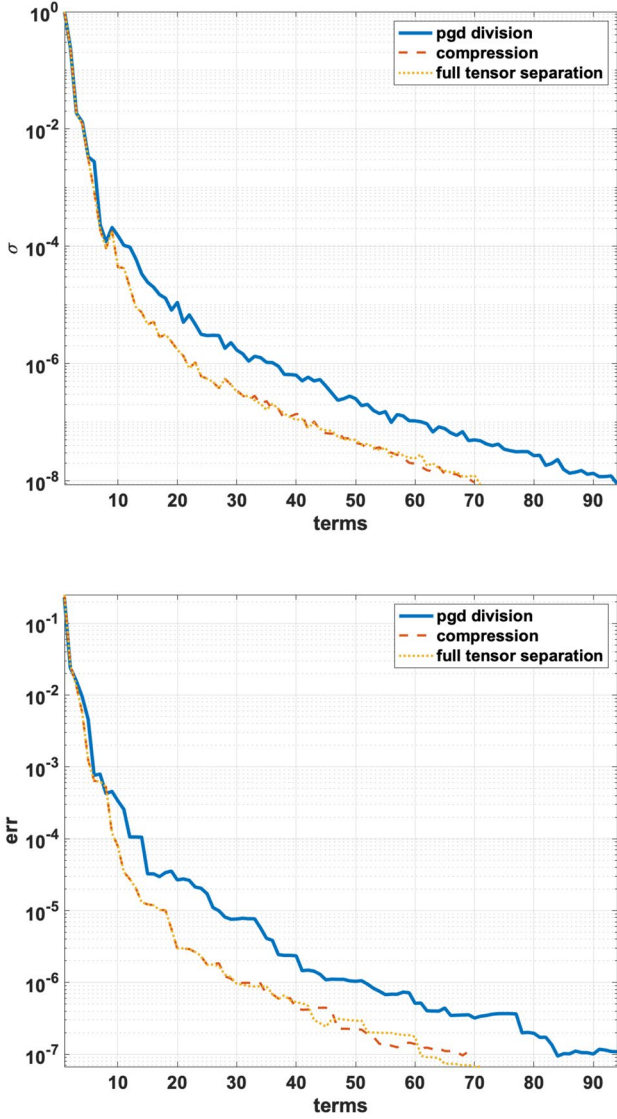 10^0
10^-2
10^-4
10^-6
10^-8
σ
pgd division
compression
full tensor separation
10 20 30 40 50 60 70 80 90
terms
10^-1
10^-2
10^-3
10^-4
10^-5
10^-6
10^-7
err
pgd division
compression
full tensor separation
10 20 30 40 50 60 70 80 90
terms